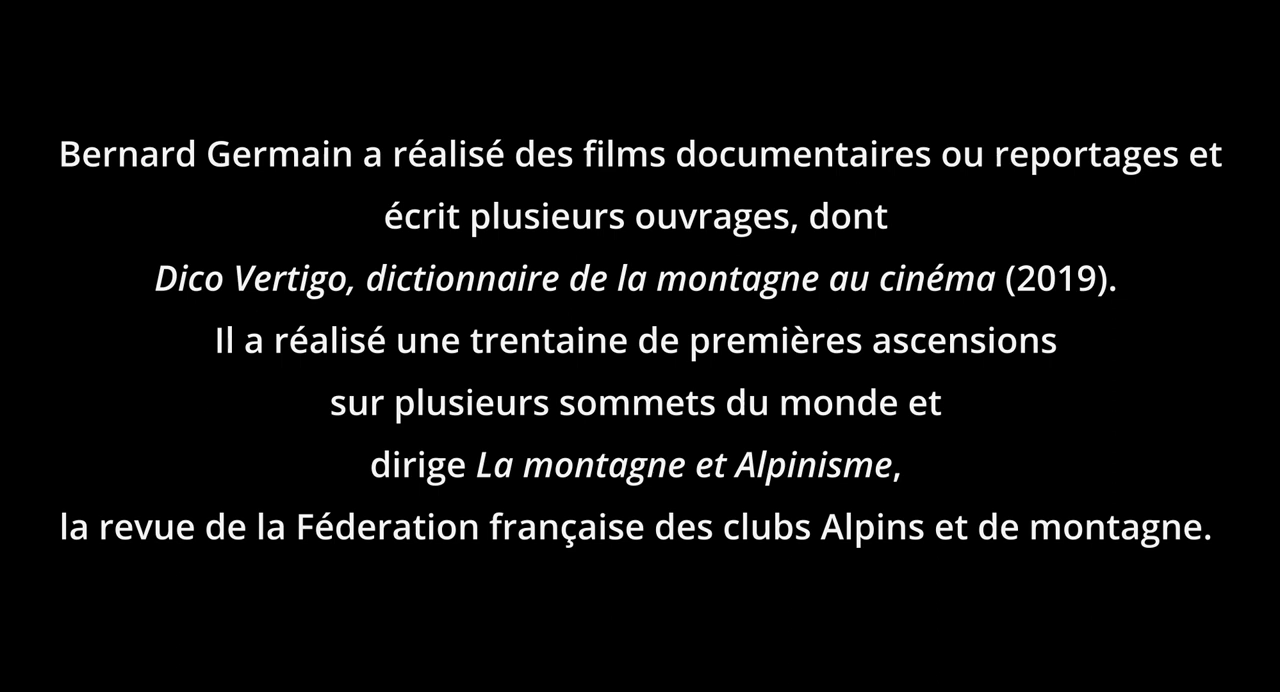 Bernard Germain a réalisé des films documentaires ou reportages et
écrit plusieurs ouvrages, dont
Dico Vertigo, dictionnaire de la montagne au cinéma (2019).
Il a réalisé une trentaine de premières ascensions
sur plusieurs sommets du monde et
dirige La montagne et Alpinisme,
la revue de la Féderation française des clubs Alpins et de montagne.